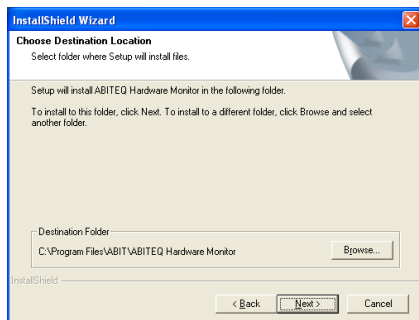 InstallShield Wizard
Choose Destination Location
Select folder where Setup will install files.
Setup will install ABITEQ Hardware Monitor in the following folder.
To install to this folder, click Next. To install to a different folder, click Browse and select
another folder.
Destination Folder
C:\Program Files\ABIT\ABITEQ Hardware Monitor
Browse...
InstallShield
< Back
Next >
Cancel